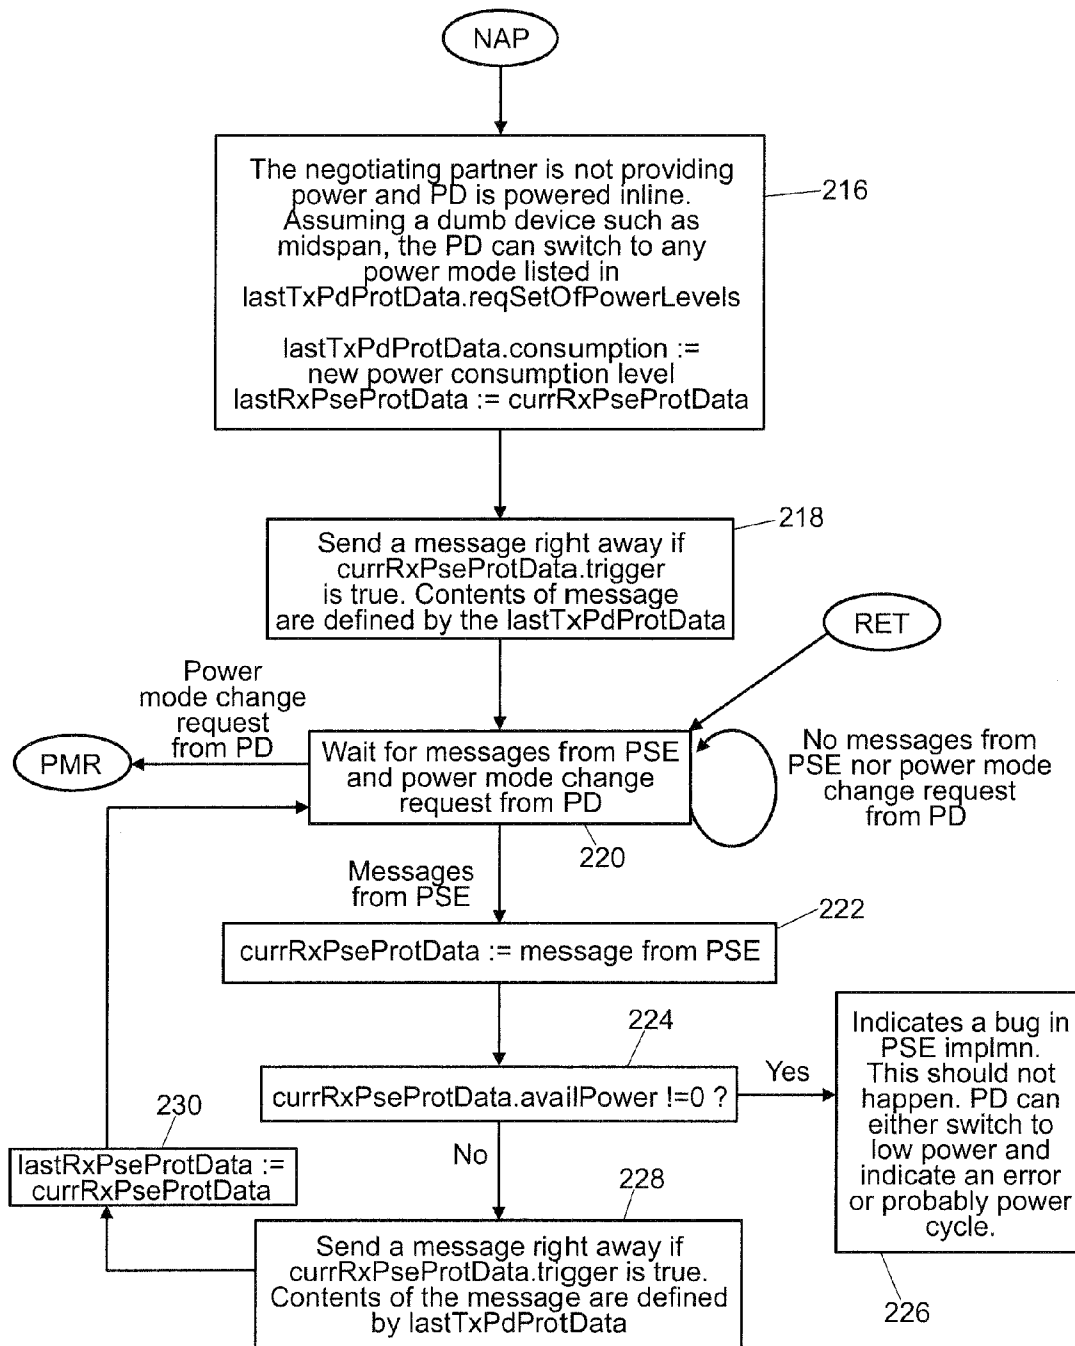 NAP
The negotiating partner is not providing
power and PD is powered inline.
Assuming a dumb device such as
midspan, the PD can switch to any
power mode listed in
lastTxPdProtData.reqSetOfPowerLevels
lastTxPdProtData.consumption :=
new power consumption level
lastRxPseProtData := currRxPseProtData
216
Send a message right away if
currRxPseProtData.trigger
is true. Contents of message
are defined by the lastTxPdProtData
218
RET
Power
mode change
request
from PD
PMR
Wait for messages from PSE
and power mode change
request from PD
220
No messages from
PSE nor power mode
change request
from PD
Messages
from PSE
222
currRxPseProtData := message from PSE
224
currRxPseProtData.availPower !=0 ?
Yes
Indicates a bug in
PSE implmn.
This should not
happen. PD can
either switch to
low power and
indicate an error
or probably power
cycle.
226
No
230
lastRxPseProtData :=
currRxPseProtData
228
Send a message right away if
currRxPseProtData.trigger is true.
Contents of the message are defined
by lastTxPdProtData